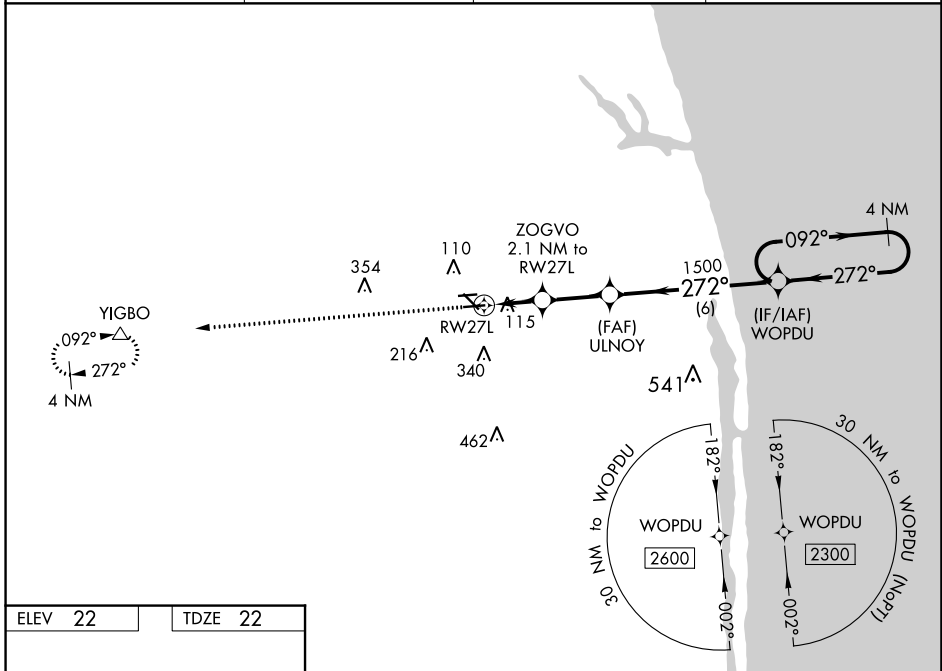 4 NM
092°
272°
ZOGVO
2.1 NM to
RW27L
110
354
1500
272°
(6)
(IF/IAF)
WOPDU
YIGBO
092°
272°
4 NM
RW27L
115
(FAF)
ULNOY
216
340
541
462
30 NM to WOPDU
182°
WOPDU
2600
002°
30 NM to WOPDU (NoPT)
182°
WOPDU
2300
002°
ELEV 22
TDZE 22